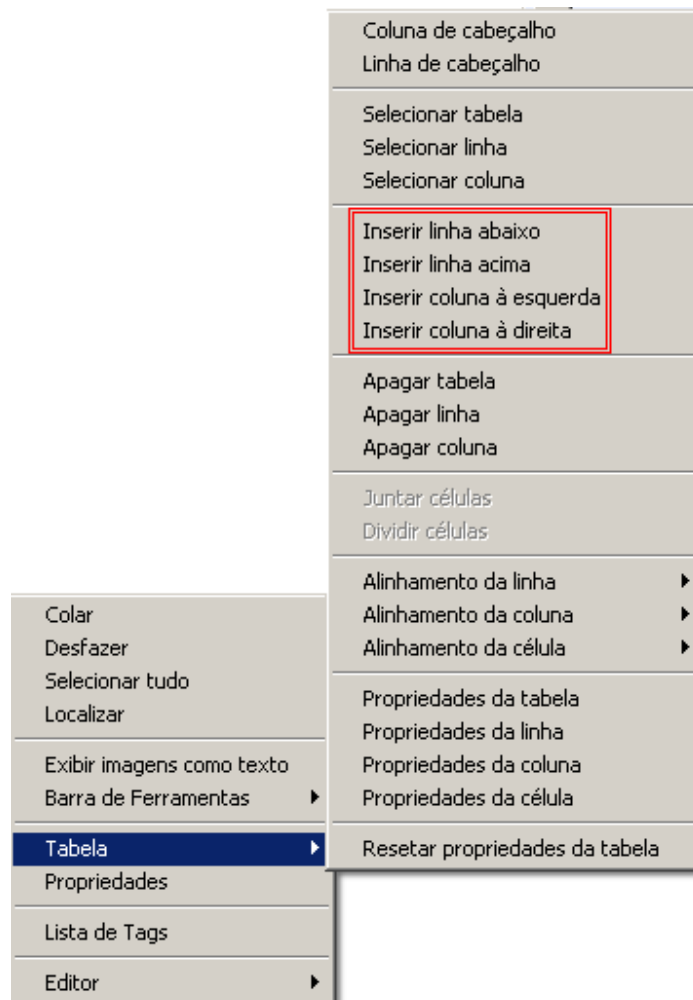 Coluna de cabeçalho
Linha de cabeçalho
Selecionar tabela
Selecionar linha
Selecionar coluna
Inserir linha abaixo
Inserir linha acima
Inserir coluna à esquerda
Inserir coluna à direita
Apagar tabela
Apagar linha
Apagar coluna
Juntar células
Dividir células
Alinhamento da linha
Alinhamento da coluna
Alinhamento da célula
Propriedades da tabela
Propriedades da linha
Propriedades da coluna
Propriedades da célula
Resetar propriedades da tabela
Colar
Desfazer
Selecionar tudo
Localizar
Exibir imagens como texto
Barra de Ferramentas
Tabela
Propriedades
Lista de Tags
Editor